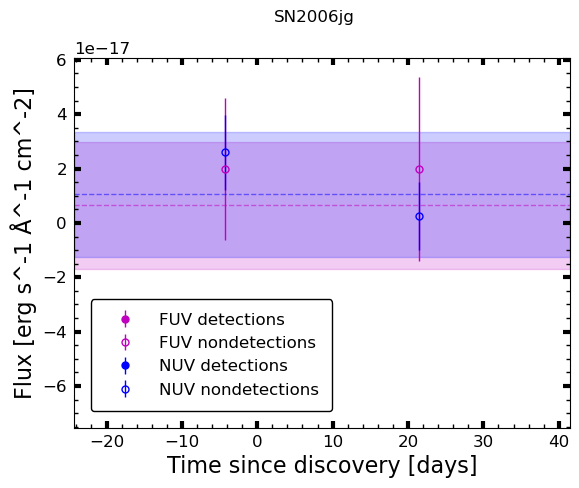 SN2006jg
1e−17
6
4
2
0
−2
−4
−6
Flux [erg s^-1 Å^-1 cm^-2]
FUV detections
FUV nondetections
NUV detections
NUV nondetections
−20 −10 0 10 20 30 40
Time since discovery [days]